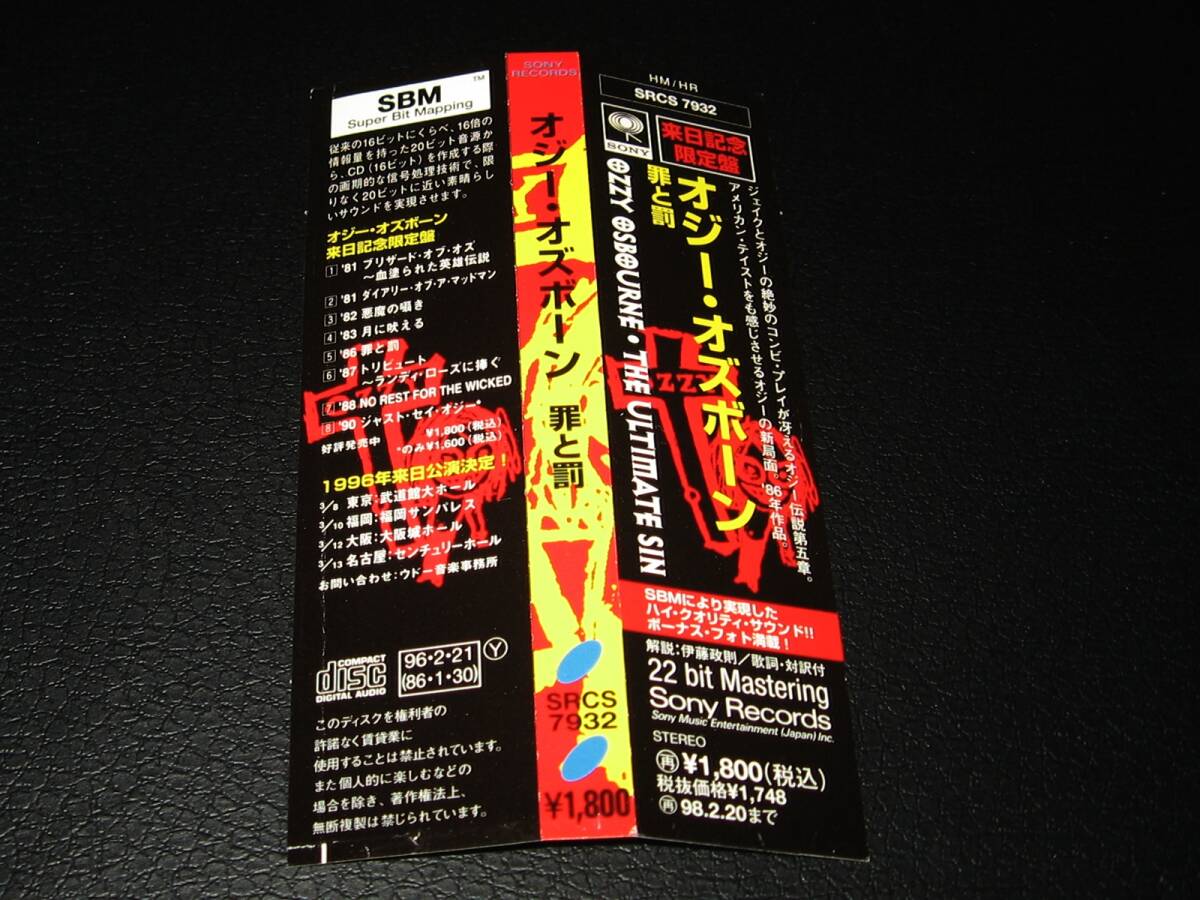 SBM
TM
Super Bit Mapping
従来の16ビットにくらべ、16倍の
情報量を持った20ビット音源か
ら、CD(16ビット)を作成する際
の画期的な信号処理技術で、限
りなく20ビットに近い素晴らし
いサウンドを実現させます。
オジー・オズボーン
来日記念限定盤
1 '81 ブリザード・オブ・オズ
〜血塗られた英雄伝説
2 '81 ダイアリー・オブ・ア・マッドマン
3 '82 悪魔の囁き
4 '83 月に吠える
5 '86 罪と罰
6 '87 トリビュート
〜ランディ・ローズに捧ぐ
7 '88 NO REST FOR THE WICKED
8 '90 ジャスト・セイ・オジー*
好評発売中 ¥1,800(税込)
*のみ¥1,600(税込)
1996年来日公演決定!
3/8 東京:武道館大ホール
3/10 福岡:福岡サンパレス
3/12 大阪:大阪城ホール
3/13 名古屋:センチュリーホール
お問い合わせ:ウドー音楽事務所
COMPACT
disc
DIGITAL AUDIO
96・2・21
(86・1・30)
Y
このディスクを権利者の
許諾なく賃貸業に
使用することは禁止されています。
また個人的に楽しむなどの
場合を除き、著作権法上、
無断複製は禁じられています。
SONY
RECORDS
オジー・オズボーン 罪と罰
SRCS
7932
¥1,800
HM/HR
SRCS 7932
SONY
来日記念
限定盤
ジェイクとオジーの絶妙のコンビ・プレイが冴えるオジー伝説第五章。
アメリカン・テイストをも感じさせるオジーの新局面。'86年作品。
オジー・オズボーン
罪と罰
OZZY OSBOURNE・THE ULTIMATE SIN
OZZY
SBMにより実現した
ハイ・クオリティ・サウンド!!
ボーナス・フォト満載!
解説:伊藤政則/歌詞・対訳付
22 bit Mastering
Sony Records
Sony Music Entertainment (Japan) Inc.
STEREO
再 ¥1,800(税込)
税抜価格¥1,748
再 98.2.20まで